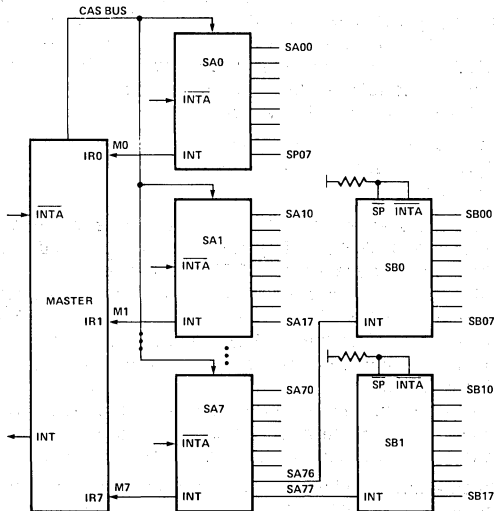 CAS BUS
SA0
SA00
INTA
INT
SP07
M0
IR0
INTA
MASTER
SA1
SA10
INTA
INT
SA17
M1
IR1
SP
INTA
SB0
SB00
INT
SB07
SA7
SA70
INTA
INT
SA76
SA77
M7
IR7
INT
SP
INTA
SB1
SB10
INT
SB17